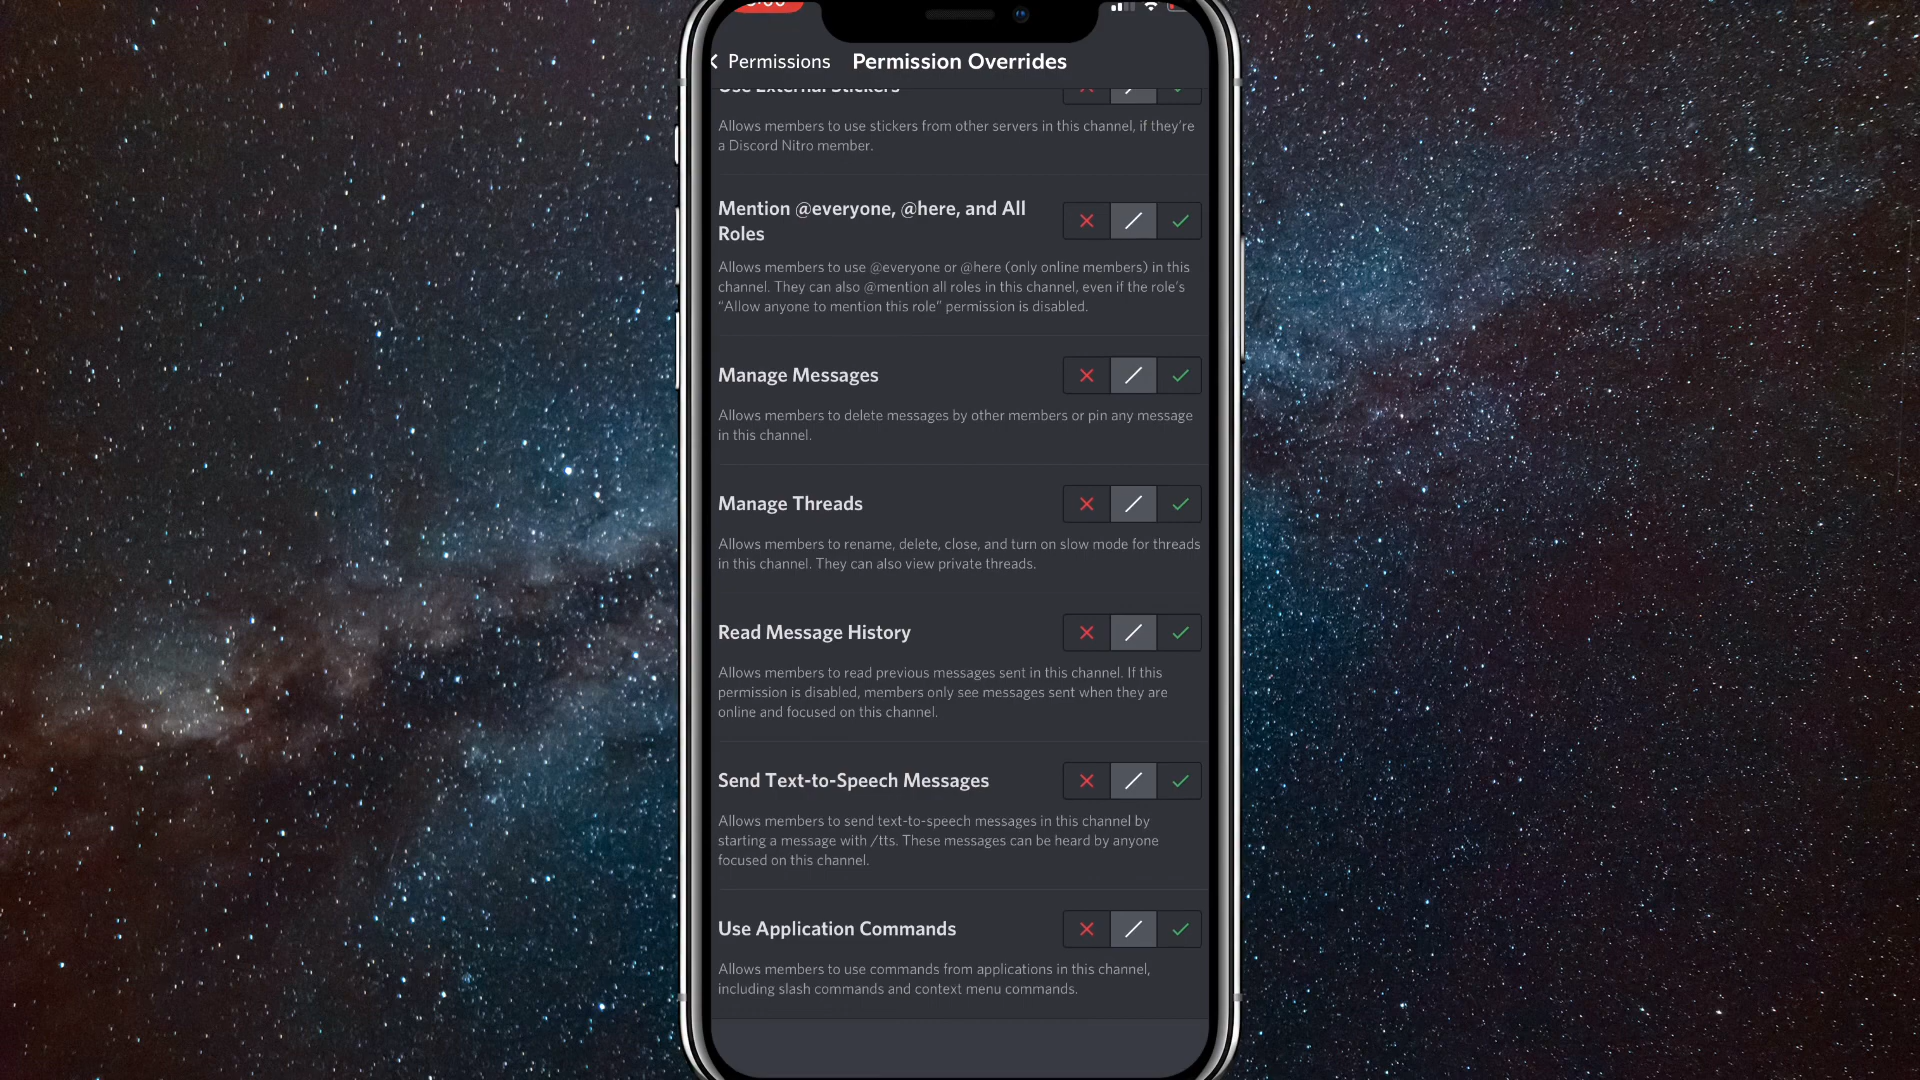 Permissions Permission Overrides
Use External Stickers
Allows members to use stickers from other servers in this channel, if they're
a Discord Nitro member.
Mention @everyone, @here, and All
Roles
Allows members to use @everyone or @here (only online members) in this
channel. They can also @mention all roles in this channel, even if the role's
“Allow anyone to mention this role” permission is disabled.
Manage Messages
Allows members to delete messages by other members or pin any message
in this channel.
Manage Threads
Allows members to rename, delete, close, and turn on slow mode for threads
in this channel. They can also view private threads.
Read Message History
Allows members to read previous messages sent in this channel. If this
permission is disabled, members only see messages sent when they are
online and focused on this channel.
Send Text-to-Speech Messages
Allows members to send text-to-speech messages in this channel by
starting a message with /tts. These messages can be heard by anyone
focused on this channel.
Use Application Commands
Allows members to use commands from applications in this channel,
including slash commands and context menu commands.